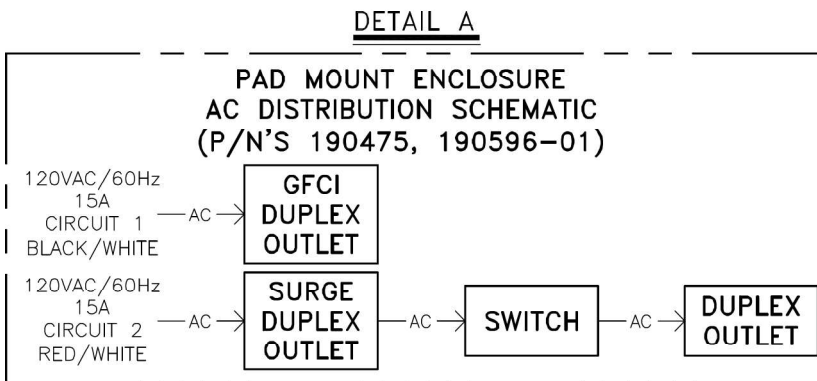 DETAIL A
PAD MOUNT ENCLOSURE
AC DISTRIBUTION SCHEMATIC
(P/N'S 190475, 190596-01)
120VAC/60Hz
15A
CIRCUIT 1
BLACK/WHITE
AC
GFCI
DUPLEX
OUTLET
120VAC/60Hz
15A
CIRCUIT 2
RED/WHITE
AC
SURGE
DUPLEX
OUTLET
AC
SWITCH
AC
DUPLEX
OUTLET